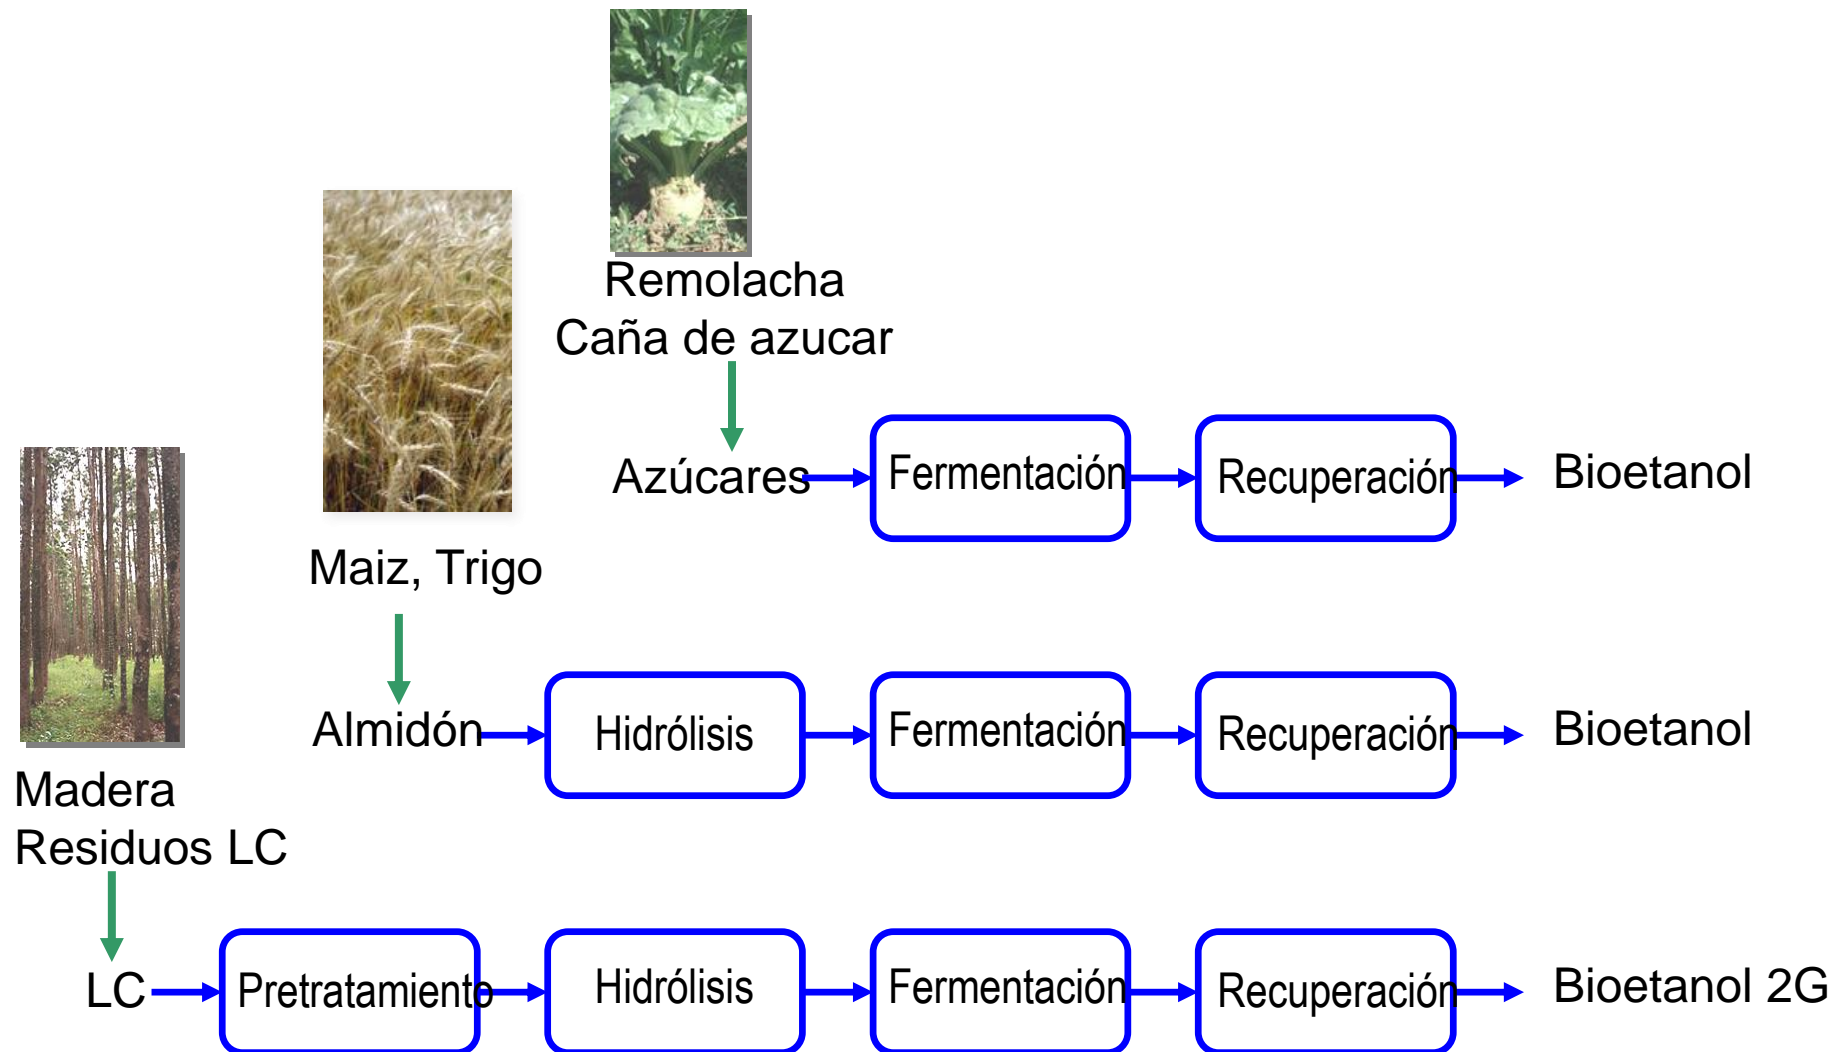 Remolacha
Caña de azucar
Azúcares
Fermentación
Recuperación
Bioetanol
Maiz, Trigo
Almidón
Hidrólisis
Fermentación
Recuperación
Bioetanol
Madera
Residuos LC
LC
Pretratamiento
Hidrólisis
Fermentación
Recuperación
Bioetanol 2G